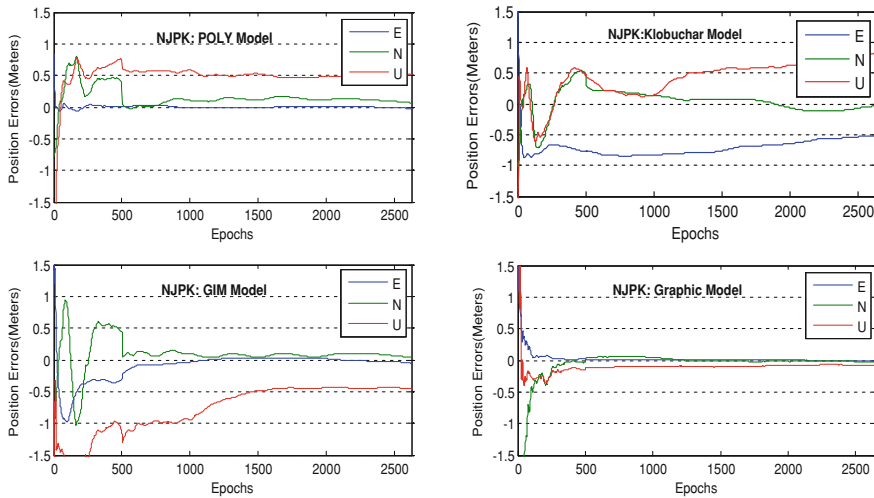 NJPK: POLY Model
E
N
U
Position Errors(Meters)
1.5
1
0.5
0
-0.5
-1
-1.5
0
500
1000
1500
2000
2500
Epochs
NJPK:Klobuchar Model
E
N
U
Position Errors(Meters)
1.5
1
0.5
0
-0.5
-1
-1.5
0
500
1000
1500
2000
2500
Epochs
NJPK: GIM Model
E
N
U
Position Errors(Meters)
1.5
1
0.5
0
-0.5
-1
-1.5
0
500
1000
1500
2000
2500
Epochs
NJPK: Graphic Model
E
N
U
Position Errors(Meters)
1.5
1
0.5
0
-0.5
-1
-1.5
0
500
1000
1500
2000
2500
Epochs